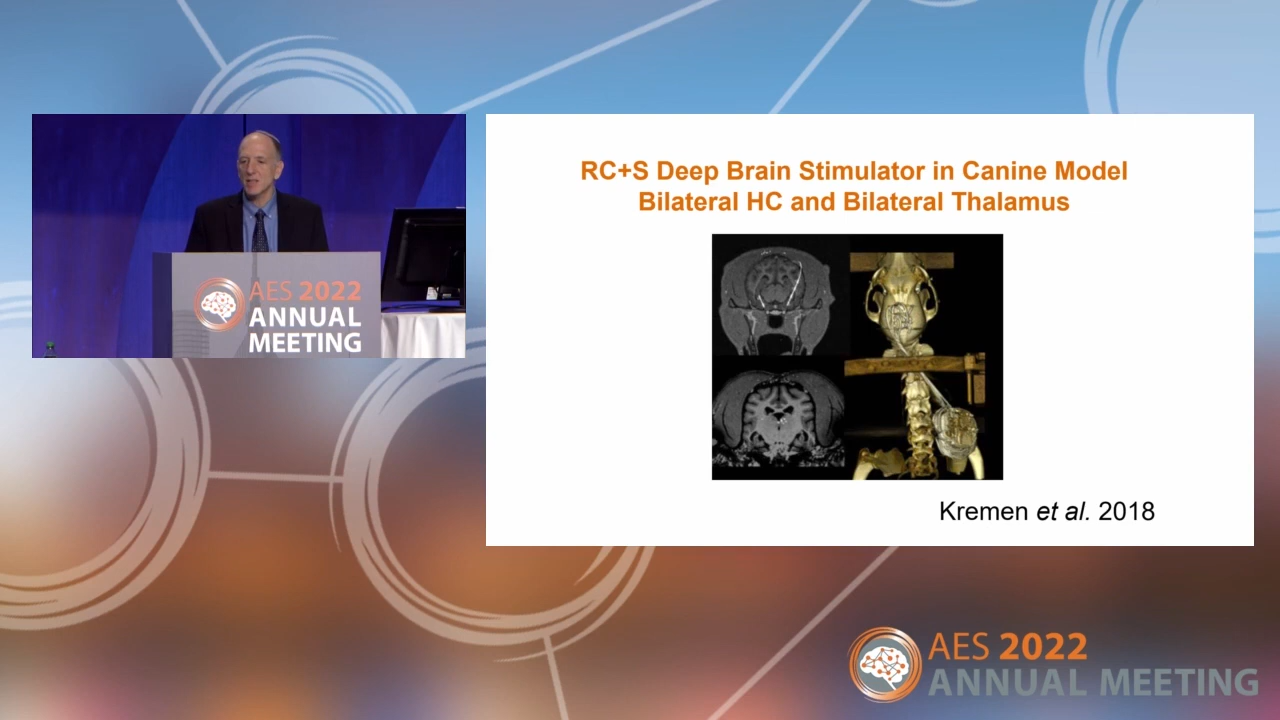 AES 2022
ANNUAL
MEETING
RC+S Deep Brain Stimulator in Canine Model
Bilateral HC and Bilateral Thalamus
Kremen et al. 2018
AES 2022
ANNUAL MEETING